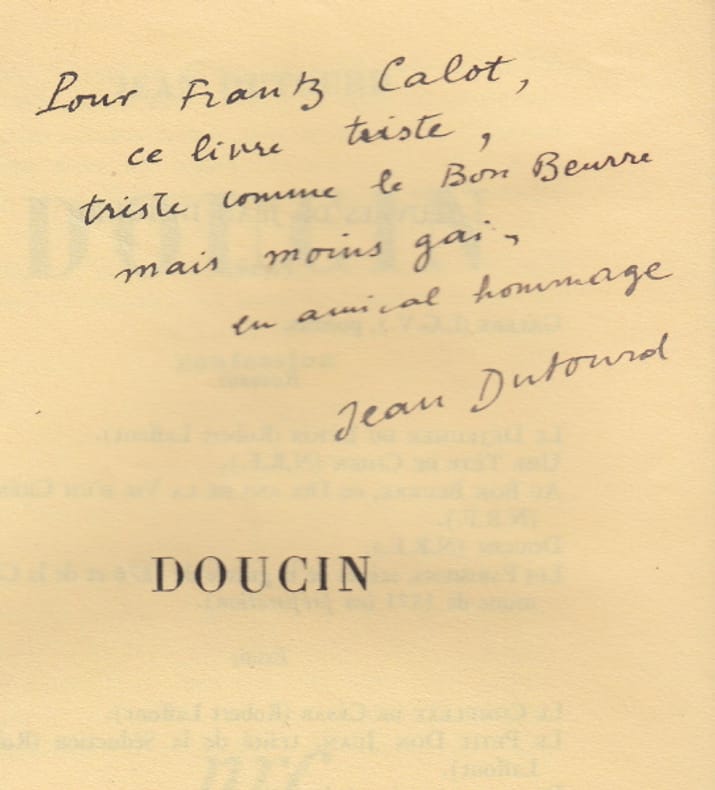 Pour Frantz Calot,
ce livre triste,
triste comme le Bon Beurre
mais moins gai,
en amical hommage
Jean Dutourd
DOUCIN